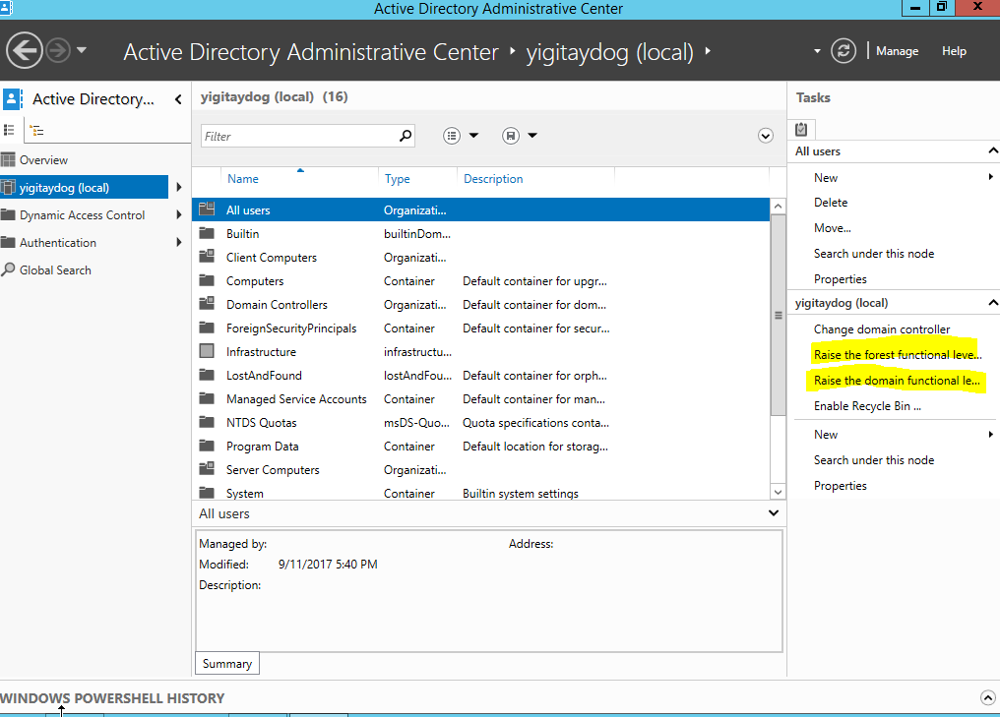 Active Directory Administrative Center
Active Directory Administrative Center yigitaydog (local) Manage Help
Active Directory...
Overview
yigitaydog (local)
Dynamic Access Control
Authentication
Global Search
yigitaydog (local) (16)
Filter
Name Type Description
All users Organizati...
Builtin builtinDom...
Client Computers Organizati...
Computers Container Default container for upgr...
Domain Controllers Organizati... Default container for dom...
ForeignSecurityPrincipals Container Default container for secur...
Infrastructure infrastructu...
LostAndFound lostAndFou... Default container for orph...
Managed Service Accounts Container Default container for man...
NTDS Quotas msDS-Quo... Quota specifications conta...
Program Data Container Default location for storag...
Server Computers Organizati...
System Container Builtin system settings
All users
Managed by: Address:
Modified: 9/11/2017 5:40 PM
Description:
Summary
Tasks
All users
New
Delete
Move...
Search under this node
Properties
yigitaydog (local)
Change domain controller
Raise the forest functional leve...
Raise the domain functional le...
Enable Recycle Bin ...
New
Search under this node
Properties
WINDOWS POWERSHELL HISTORY